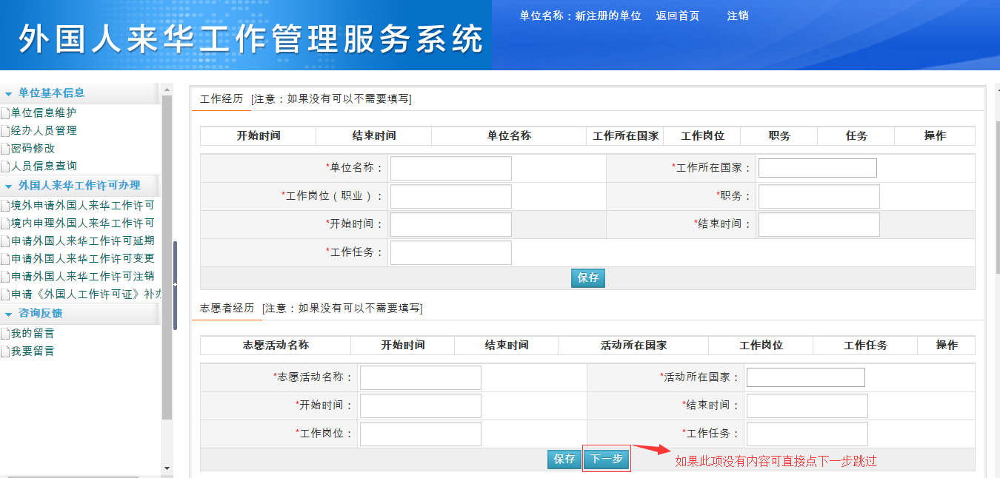 外国人来华工作管理服务系统
单位名称：新注册的单位 返回首页 注销
单位基本信息
单位信息维护
经办人员管理
密码修改
人员信息查询
外国人来华工作许可办理
境外申请外国人来华工作许可
境内申理外国人来华工作许可
申请外国人来华工作许可延期
申请外国人来华工作许可变更
申请外国人来华工作许可注销
申请《外国人工作许可证》补办
咨询反馈
我的留言
我要留言
工作经历 [注意：如果没有可以不需要填写]
开始时间 结束时间 单位名称 工作所在国家 工作岗位 职务 任务 操作
*单位名称： *工作所在国家：
*工作岗位（职业）： *职务：
*开始时间： *结束时间：
*工作任务：
保存
志愿者经历 [注意：如果没有可以不需要填写]
志愿活动名称 开始时间 结束时间 活动所在国家 工作岗位 工作任务 操作
*志愿活动名称： *活动所在国家：
*开始时间： *结束时间：
*工作岗位： *工作任务：
保存 下一步 如果此项没有内容可直接点下一步跳过